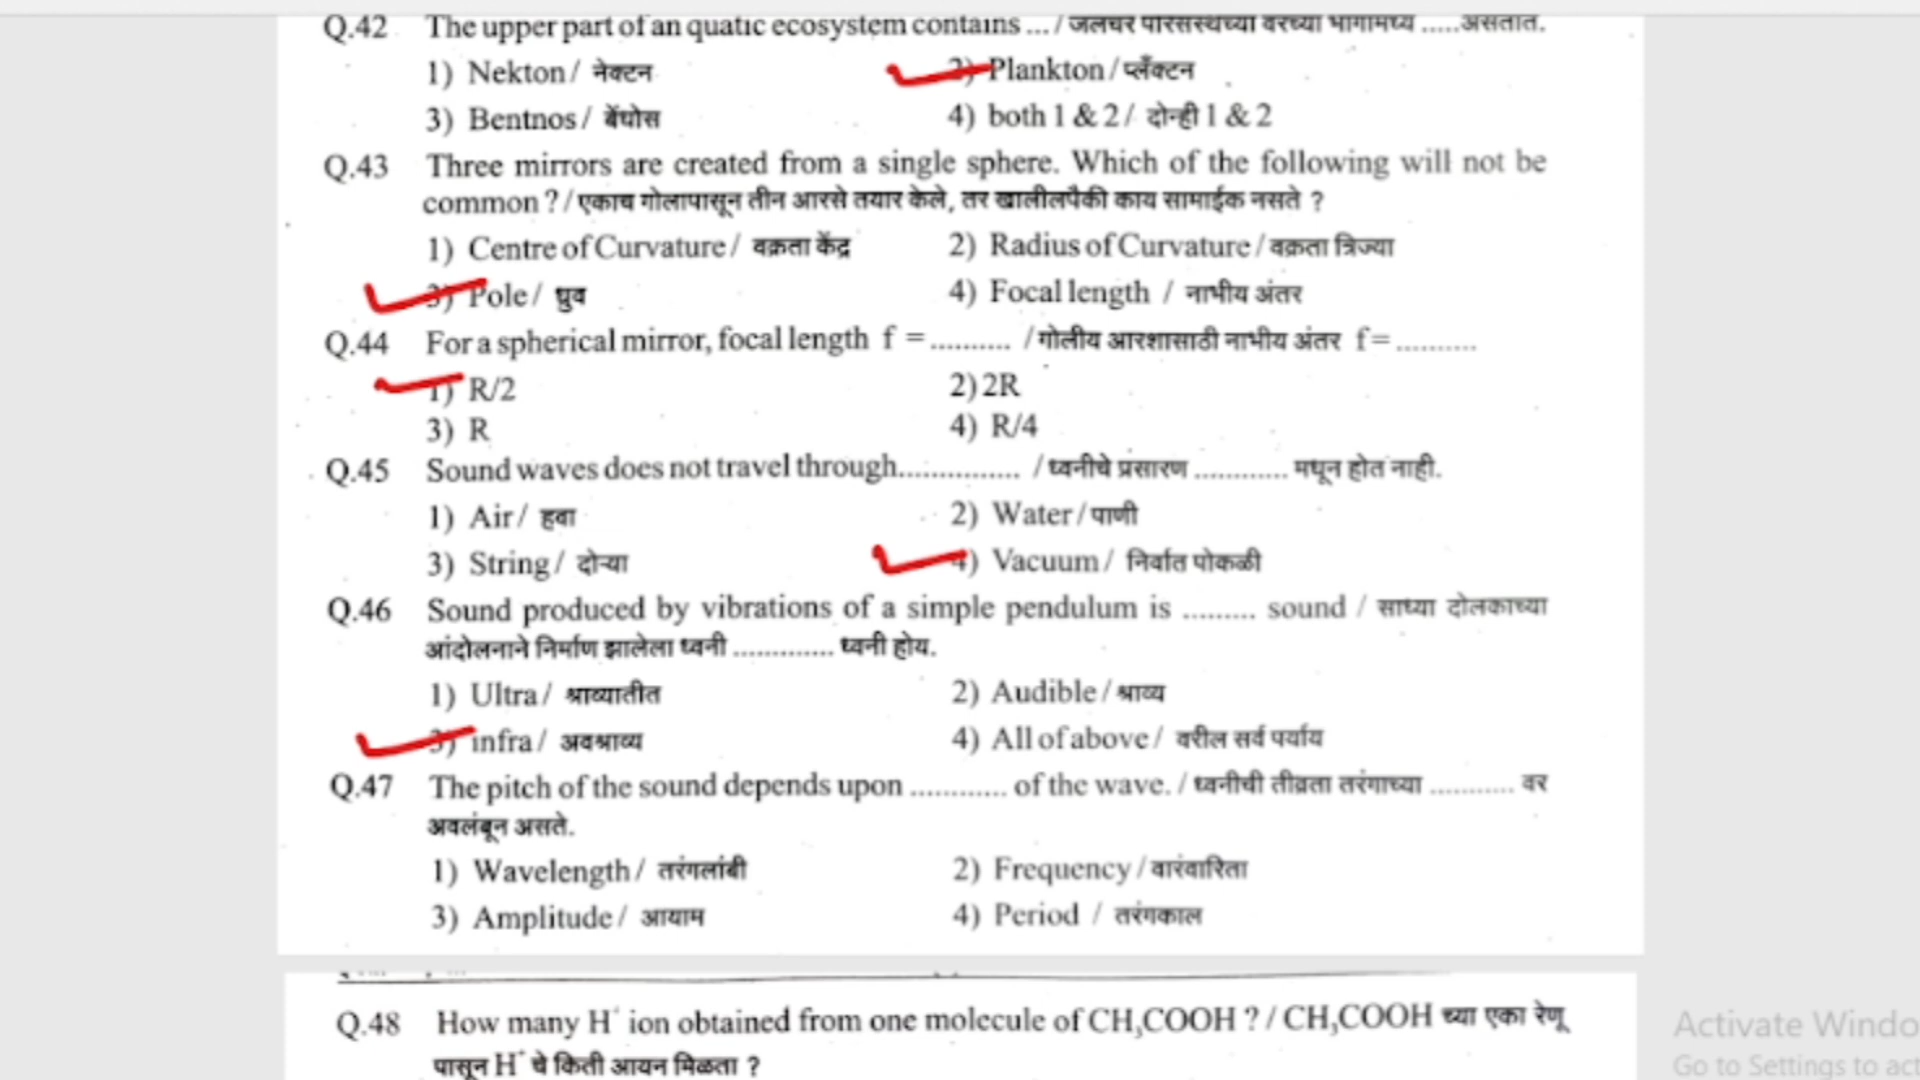 Q.42 The upper part of an quatic ecosystem contains ... / जलचर परिसंस्थेच्या वरच्या भागामध्ये .....असतात.
1) Nekton / नेक्टन 2) Plankton / प्लँक्टन
3) Bentnos / बेंथोस 4) both 1 & 2 / दोन्ही 1 & 2
Q.43 Three mirrors are created from a single sphere. Which of the following will not be
common ? / एकाच गोलापासून तीन आरसे तयार केले, तर खालीलपैकी काय सामाईक नसते ?
1) Centre of Curvature / वक्रता केंद्र 2) Radius of Curvature / वक्रता त्रिज्या
3) Pole / ध्रुव 4) Focal length / नाभीय अंतर
Q.44 For a spherical mirror, focal length f = .......... / गोलीय आरशासाठी नाभीय अंतर f= ..........
1) R/2 2) 2R
3) R 4) R/4
Q.45 Sound waves does not travel through............... / ध्वनीचे प्रसारण ............ मधून होत नाही.
1) Air / हवा 2) Water / पाणी
3) String / दोऱ्या 4) Vacuum / निर्वात पोकळी
Q.46 Sound produced by vibrations of a simple pendulum is ......... sound / साध्या दोलकाच्या
आंदोलनाने निर्माण झालेला ध्वनी ............. ध्वनी होय.
1) Ultra / श्राव्यातीत 2) Audible / श्राव्य
3) infra / अवश्राव्य 4) All of above / वरील सर्व पर्याय
Q.47 The pitch of the sound depends upon ............ of the wave. / ध्वनीची तीव्रता तरंगाच्या ........... वर
अवलंबून असते.
1) Wavelength / तरंगलांबी 2) Frequency / वारंवारिता
3) Amplitude / आयाम 4) Period / तरंगकाल
Q.48 How many H⁺ ion obtained from one molecule of CH₃COOH ? / CH₃COOH च्या एका रेणू
पासून H⁺ चे किती आयन मिळतात ?
Activate Windo
Go to Settings to act